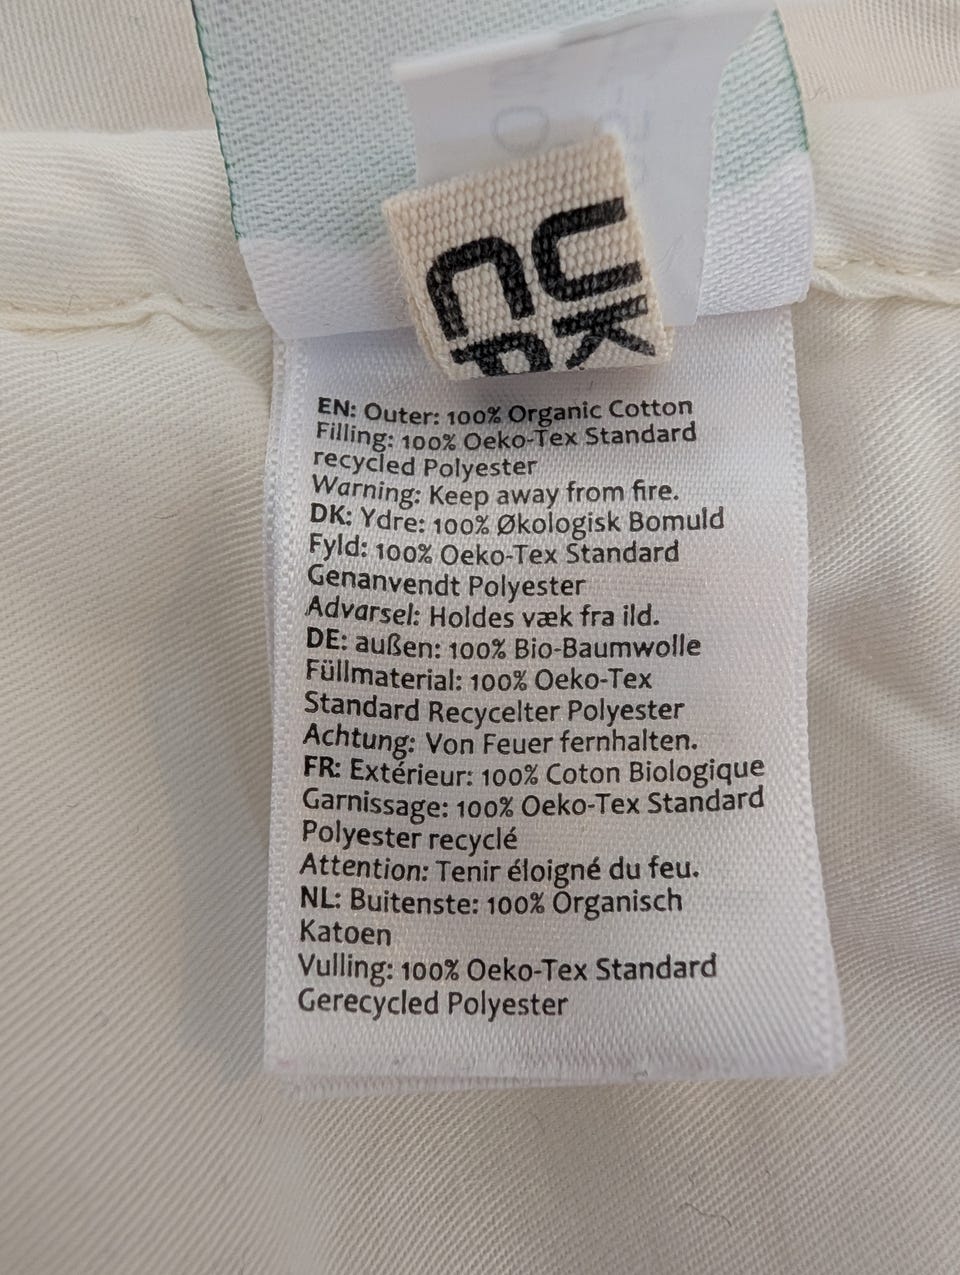 UK
CA
EN: Outer: 100% Organic Cotton
Filling: 100% Oeko-Tex Standard
recycled Polyester
Warning: Keep away from fire.
DK: Ydre: 100% Økologisk Bomuld
Fyld: 100% Oeko-Tex Standard
Genanvendt Polyester
Advarsel: Holdes væk fra ild.
DE: außen: 100% Bio-Baumwolle
Füllmaterial: 100% Oeko-Tex
Standard Recycelter Polyester
Achtung: Von Feuer fernhalten.
FR: Extérieur: 100% Coton Biologique
Garnissage: 100% Oeko-Tex Standard
Polyester recyclé
Attention: Tenir éloigné du feu.
NL: Buitenste: 100% Organisch
Katoen
Vulling: 100% Oeko-Tex Standard
Gerecycled Polyester